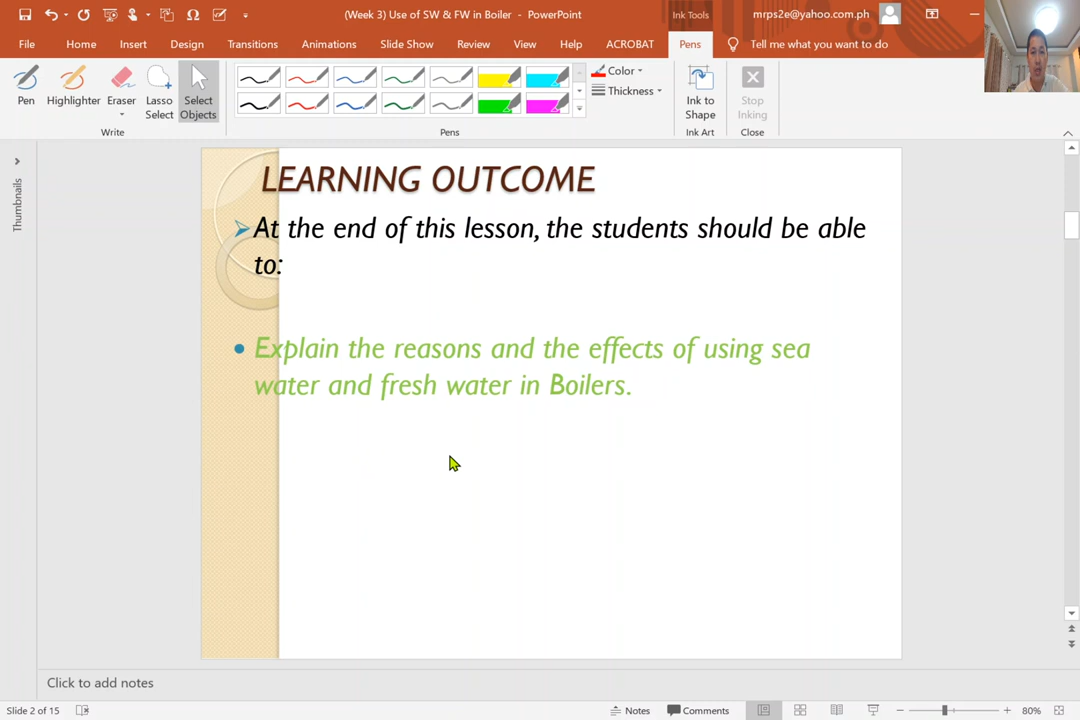 (Week 3) Use of SW & FW in Boiler - PowerPoint
Ink Tools
mrps2e@yahoo.com.ph
File Home Insert Design Transitions Animations Slide Show Review View Help ACROBAT Pens Tell me what you want to do
Pen Highlighter Eraser Lasso Select Select Objects
Color
Thickness
Ink to Shape
Stop Inking
Write Pens Ink Art Close
Thumbnails
LEARNING OUTCOME
At the end of this lesson, the students should be able
to:
Explain the reasons and the effects of using sea
water and fresh water in Boilers.
Click to add notes
Slide 2 of 15 Notes Comments 80%